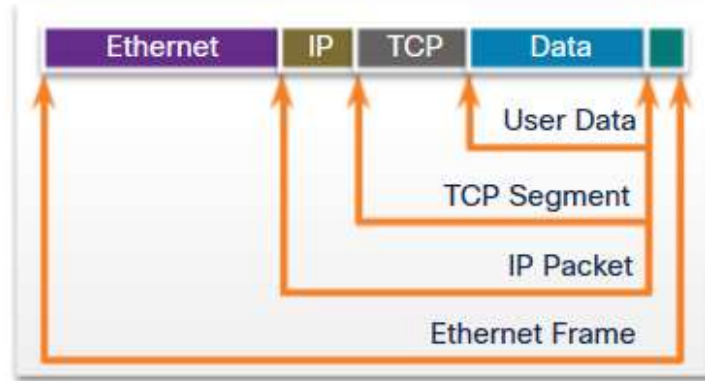 Ethernet IP TCP Data
User Data
TCP Segment
IP Packet
Ethernet Frame